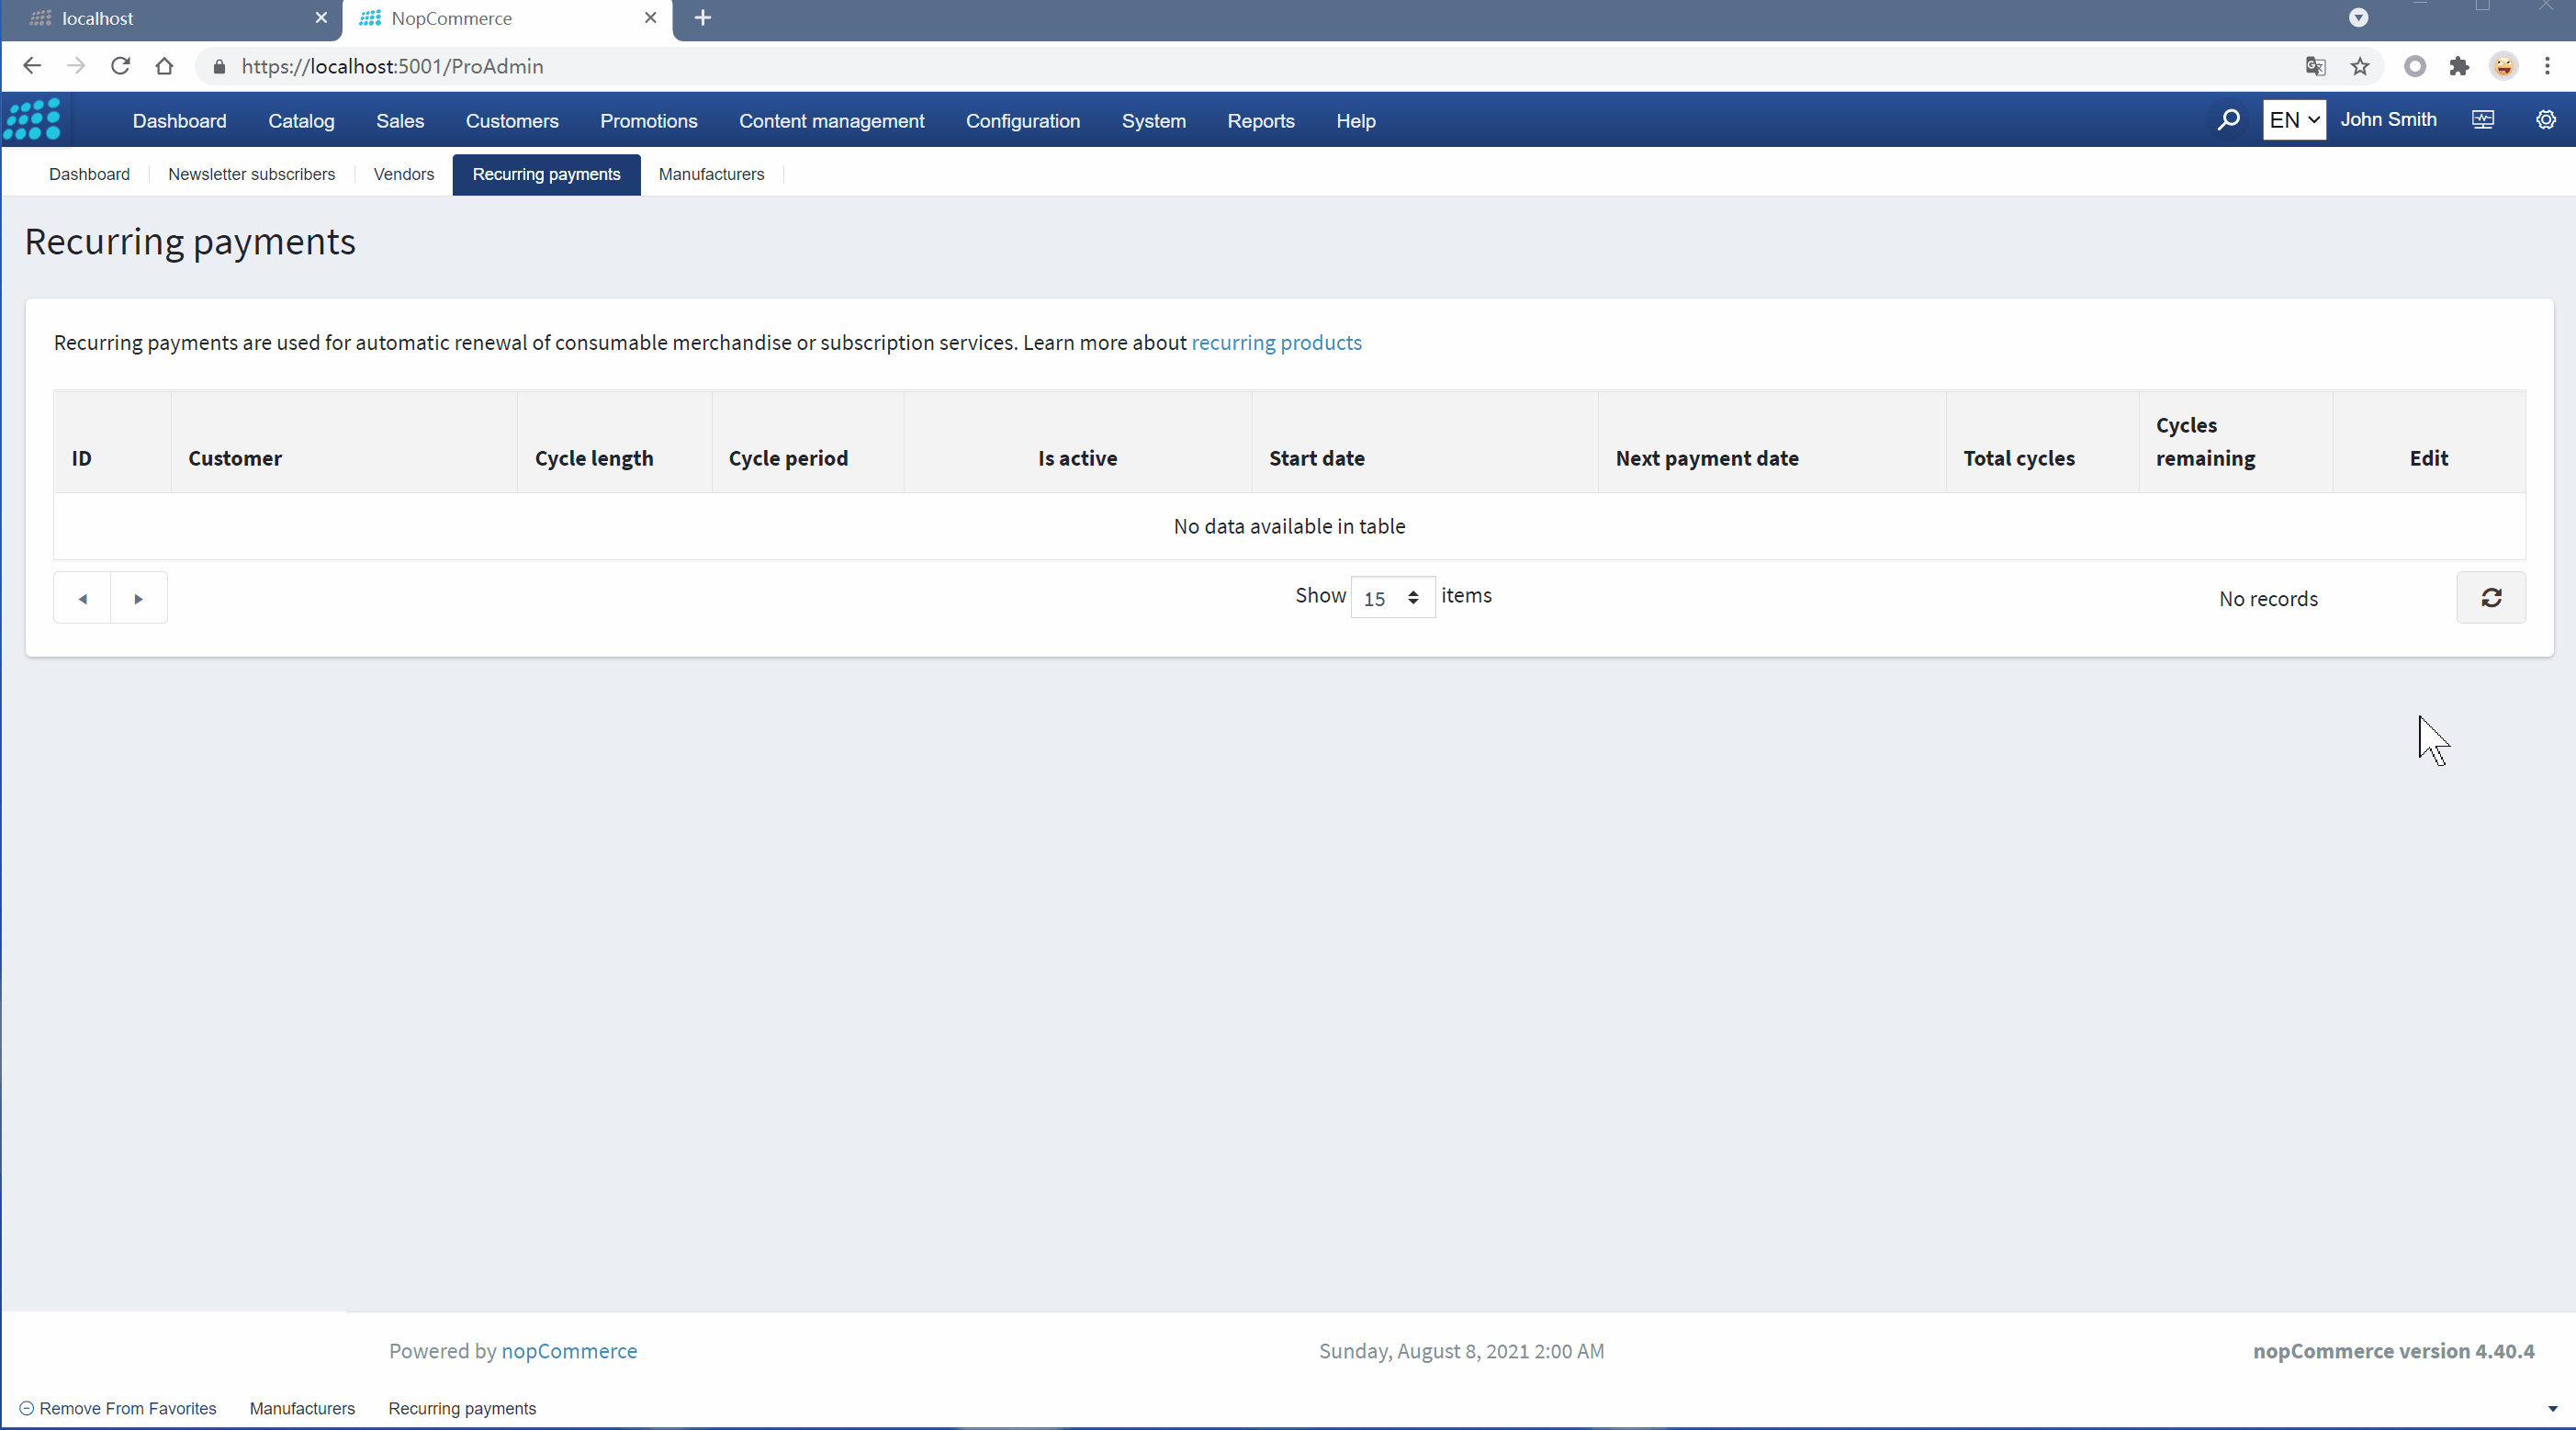 localhost
NopCommerce
https://localhost:5001/ProAdmin
Dashboard Catalog Sales Customers Promotions Content management Configuration System Reports Help EN John Smith
Dashboard Newsletter subscribers Vendors Recurring payments Manufacturers
Recurring payments
Recurring payments are used for automatic renewal of consumable merchandise or subscription services. Learn more about recurring products
ID Customer Cycle length Cycle period Is active Start date Next payment date Total cycles Cycles remaining Edit
No data available in table
Show 15 items No records
Powered by nopCommerce Sunday, August 8, 2021 2:00 AM nopCommerce version 4.40.4
Remove From Favorites Manufacturers Recurring payments